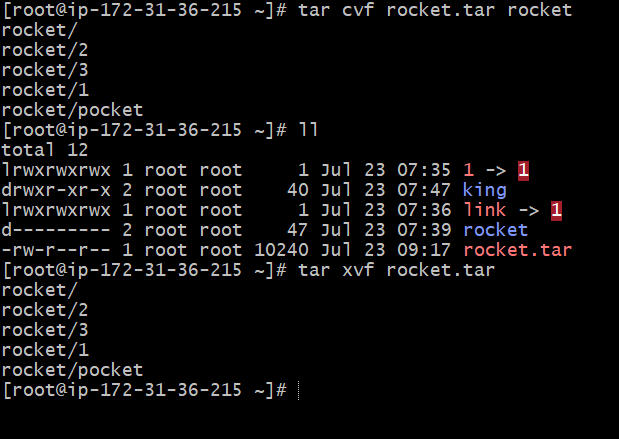 [root@ip-172-31-36-215 ~]# tar cvf rocket.tar rocket
rocket/
rocket/2
rocket/3
rocket/1
rocket/pocket
[root@ip-172-31-36-215 ~]# ll
total 12
lrwxrwxrwx 1 root root     1 Jul 23 07:35 1 -> 1
drwxr-xr-x 2 root root    40 Jul 23 07:47 king
lrwxrwxrwx 1 root root     1 Jul 23 07:36 link -> 1
d--------- 2 root root    47 Jul 23 07:39 rocket
-rw-r--r-- 1 root root 10240 Jul 23 09:17 rocket.tar
[root@ip-172-31-36-215 ~]# tar xvf rocket.tar
rocket/
rocket/2
rocket/3
rocket/1
rocket/pocket
[root@ip-172-31-36-215 ~]#